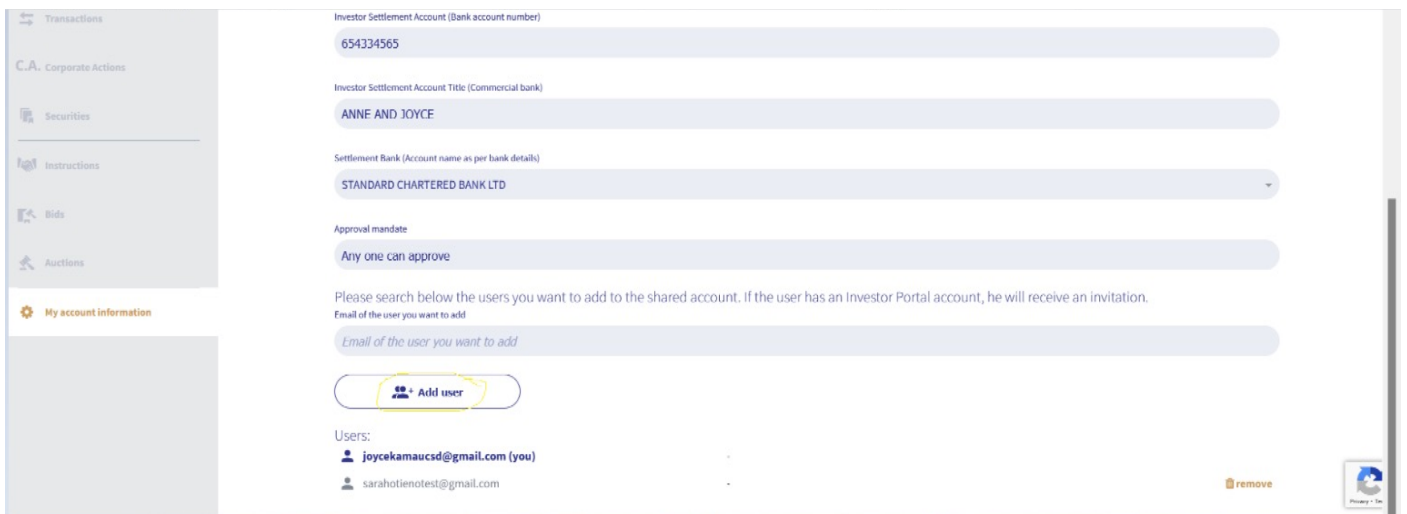 Transactions
C.A. Corporate Actions
Securities
Instructions
Bids
Auctions
My account information
Investor Settlement Account (Bank account number)
654334565
Investor Settlement Account Title (Commercial bank)
ANNE AND JOYCE
Settlement Bank (Account name as per bank details)
STANDARD CHARTERED BANK LTD
Approval mandate
Any one can approve
Please search below the users you want to add to the shared account. If the user has an Investor Portal account, he will receive an invitation.
Email of the user you want to add
Email of the user you want to add
Add user
Users:
joycekamaucsd@gmail.com (you)
-
sarahotienotest@gmail.com
-
remove
Privacy - Te